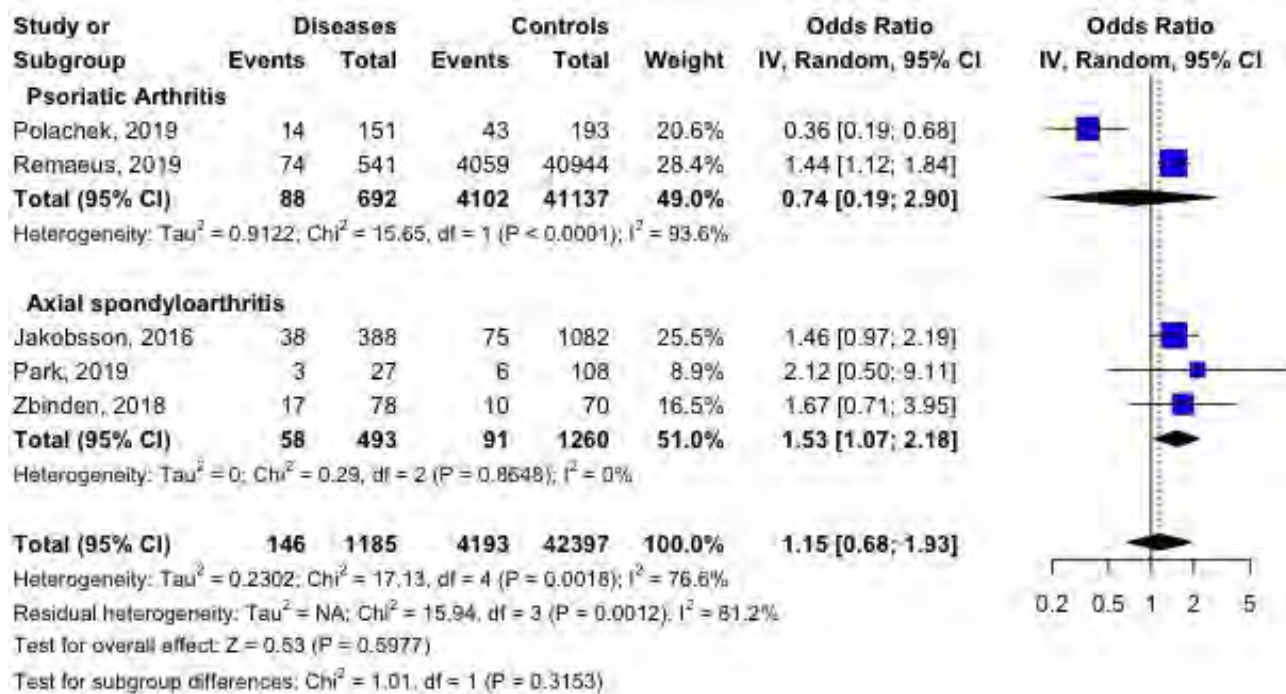 Study or Diseases Controls Odds Ratio Odds Ratio
Subgroup Events Total Events Total Weight IV, Random, 95% CI IV, Random, 95% CI
Psoriatic Arthritis
Polachek, 2019 14 151 43 193 20.6% 0.36 [0.19; 0.68]
Remaeus, 2019 74 541 4059 40944 28.4% 1.44 [1.12; 1.84]
Total (95% CI) 88 692 4102 41137 49.0% 0.74 [0.19; 2.90]
Heterogeneity: Tau² = 0.9122; Chi² = 15.65, df = 1 (P < 0.0001); I² = 93.6%
Axial spondyloarthritis
Jakobsson, 2016 38 388 75 1082 25.5% 1.46 [0.97; 2.19]
Park, 2019 3 27 6 108 8.9% 2.12 [0.50; 9.11]
Zbinden, 2018 17 78 10 70 16.5% 1.67 [0.71; 3.95]
Total (95% CI) 58 493 91 1260 51.0% 1.53 [1.07; 2.18]
Heterogeneity: Tau² = 0; Chi² = 0.29, df = 2 (P = 0.8648); I² = 0%
Total (95% CI) 146 1185 4193 42397 100.0% 1.15 [0.68; 1.93]
Heterogeneity: Tau² = 0.2302; Chi² = 17.13, df = 4 (P = 0.0018); I² = 76.6%
Residual heterogeneity: Tau² = NA; Chi² = 15.94, df = 3 (P = 0.0012); I² = 81.2%
0.2 0.5 1 2 5
Test for overall effect: Z = 0.53 (P = 0.5977)
Test for subgroup differences: Chi² = 1.01, df = 1 (P = 0.3153)